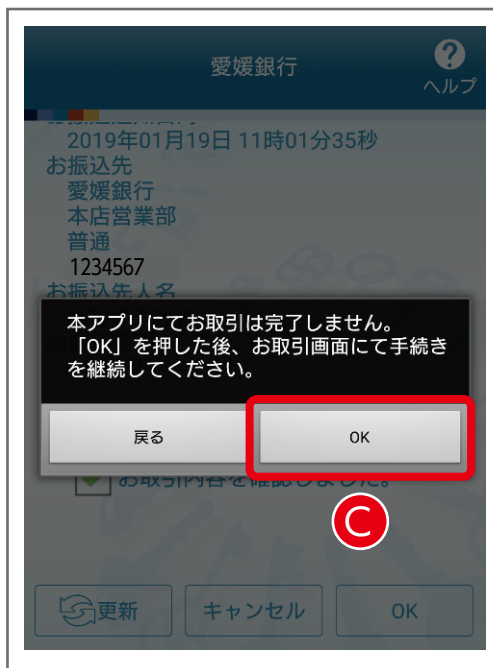 愛媛銀行
?
ヘルプ
2019年01月19日 11時01分35秒
お振込先
愛媛銀行
本店営業部
普通
1234567
お振込先人名
本アプリにてお取引は完了しません。
「OK」を押した後、お取引画面にて手続き
を継続してください。
戻る
OK
お取引内容を確認しました。
C
更新
キャンセル
OK